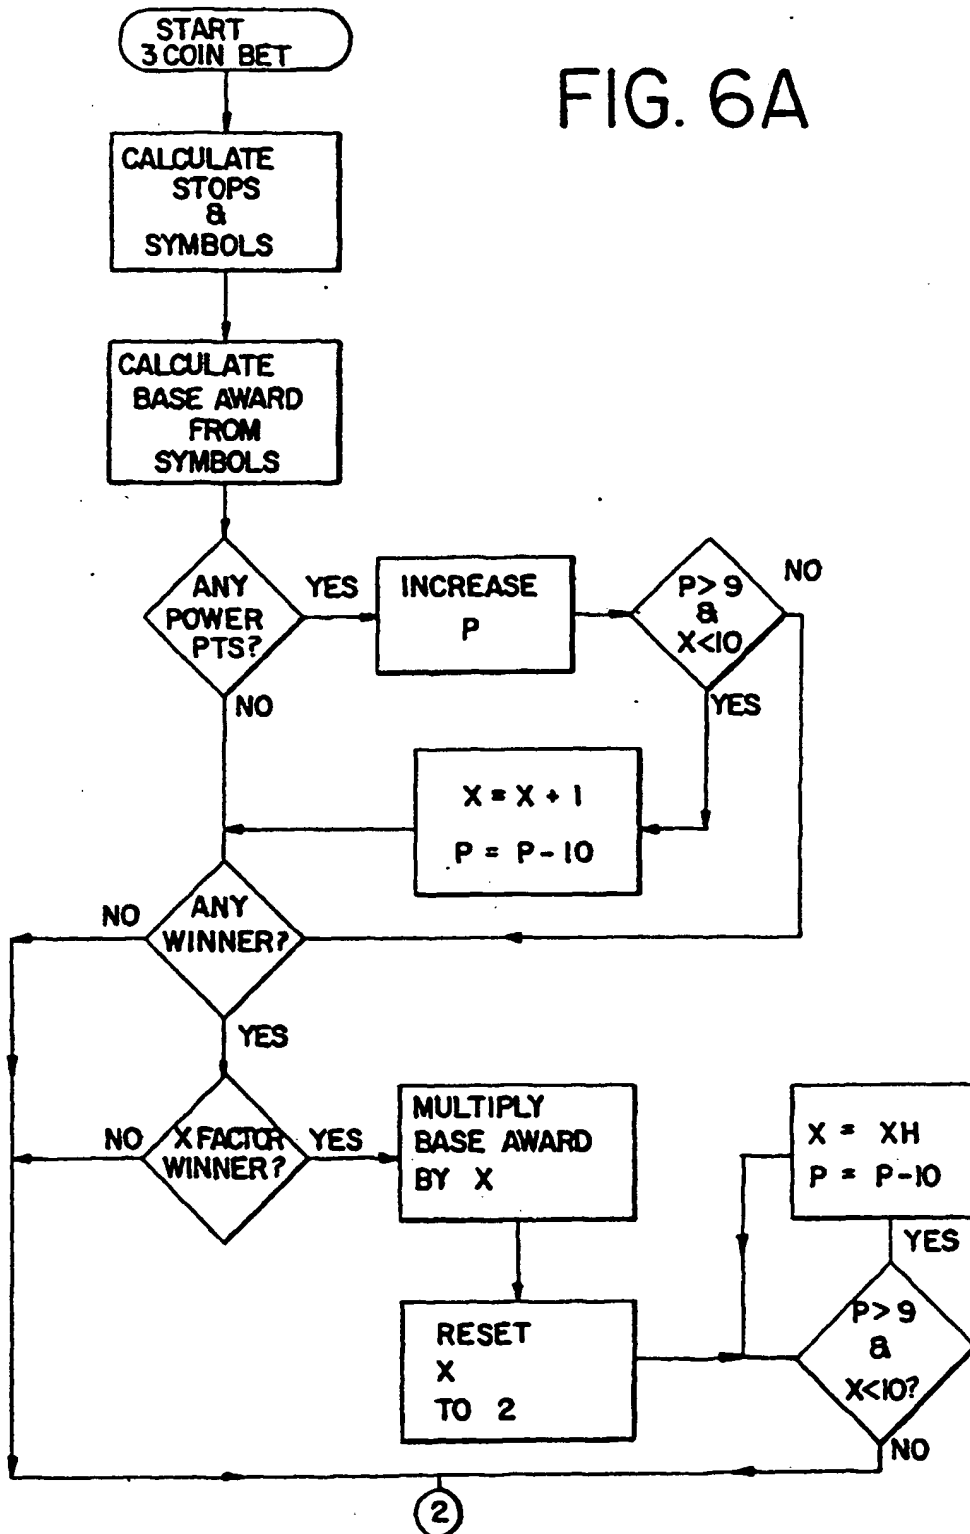 START
3 COIN BET
FIG. 6A
CALCULATE
STOPS
&
SYMBOLS
CALCULATE
BASE AWARD
FROM
SYMBOLS
ANY
POWER
PTS?
YES
NO
INCREASE
P
P > 9
&
X<10
NO
YES
X = X + 1
P = P - 10
ANY
WINNER?
NO
YES
X FACTOR
WINNER?
NO
YES
MULTIPLY
BASE AWARD
BY X
RESET
X
TO 2
X = XH
P = P-10
YES
P > 9
&
X<10?
NO
2